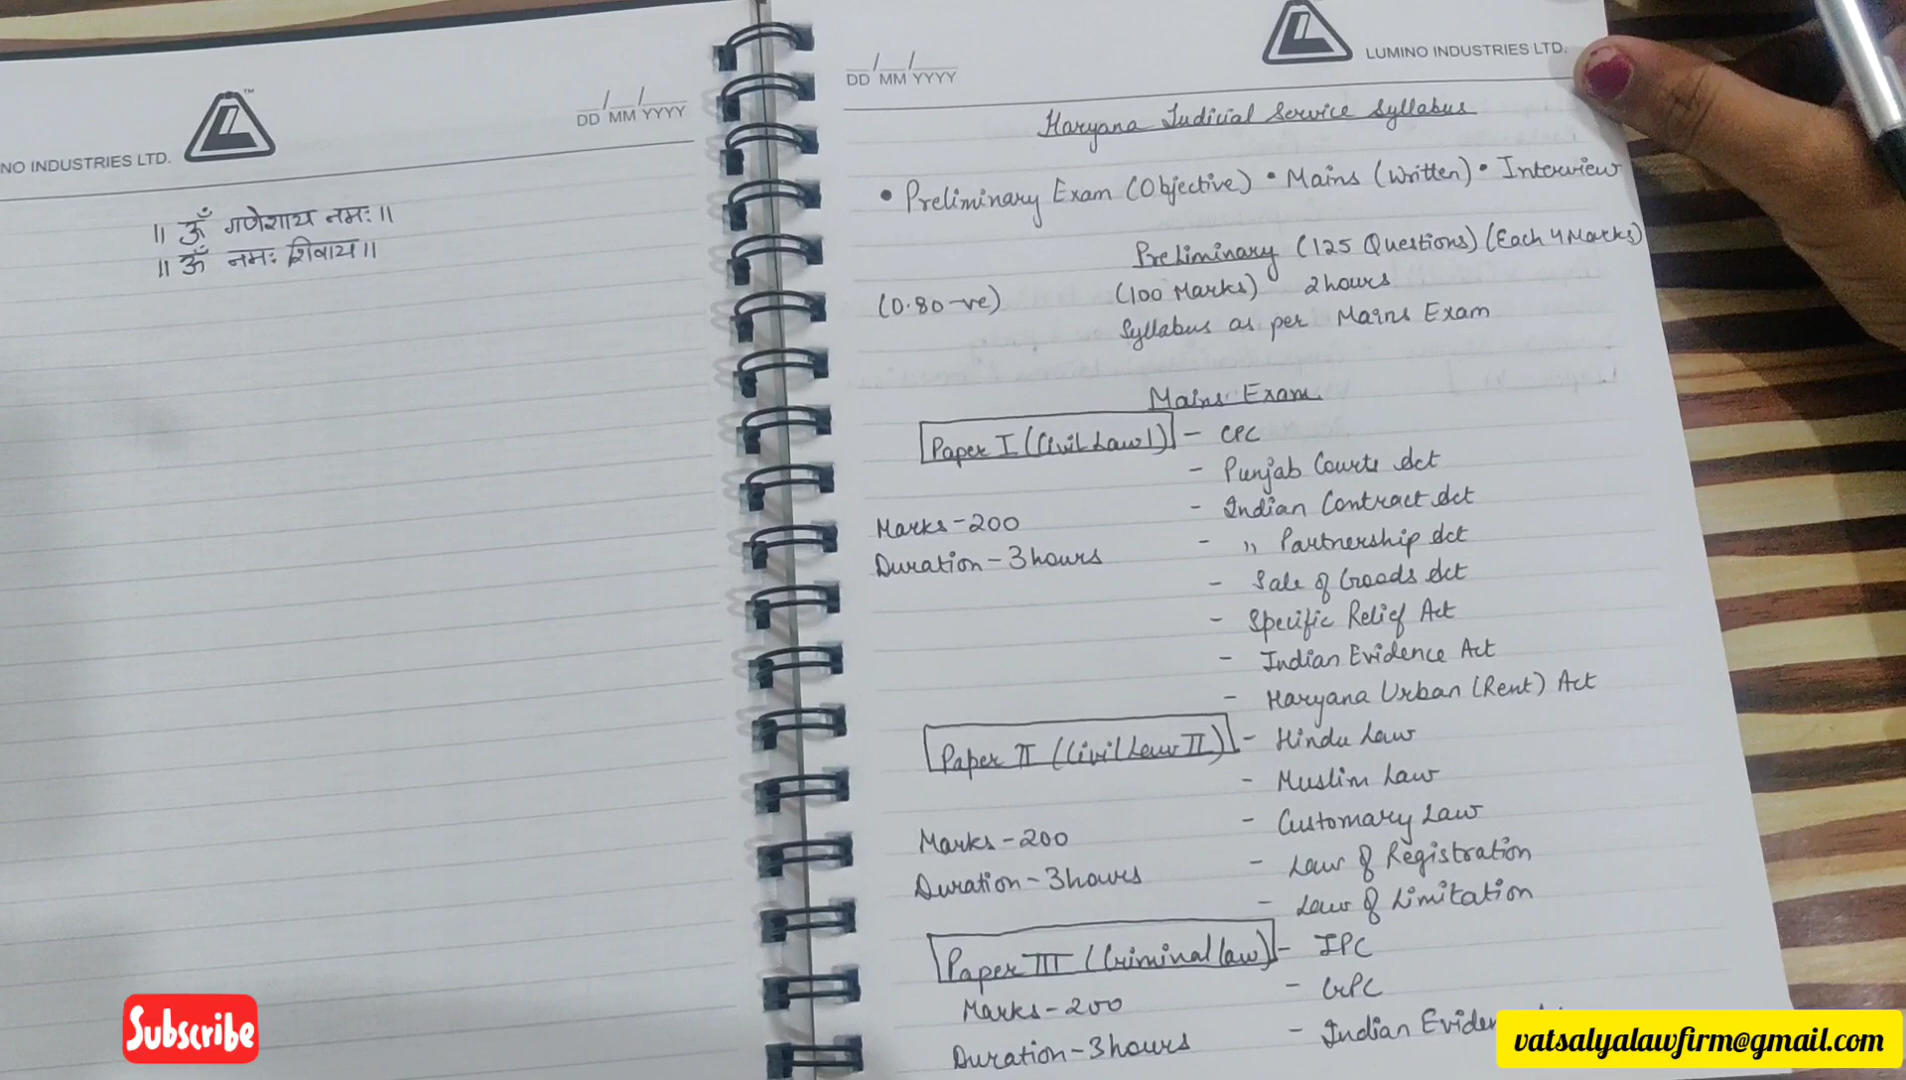 NO INDUSTRIES LTD.
DD MM YYYY
॥ ॐ गणेशाय नमः ॥
॥ ॐ नमः शिवाय ॥
DD MM YYYY
LUMINO INDUSTRIES LTD.
Haryana Judicial Service Syllabus
• Preliminary Exam (Objective) • Mains (Written) • Interview
Preliminary (125 Questions) (Each 4 Marks)
(0.80-ve) (100 Marks) 2 hours
Syllabus as per Mains Exam
Mains Exam
Paper I (Civil Law I) - CPC
- Punjab Courts Act
- Indian Contract Act
Marks - 200
- " Partnership Act
Duration - 3 hours
- Sale of Goods Act
- Specific Relief Act
- Indian Evidence Act
- Haryana Urban (Rent) Act
Paper II (Civil Law II) - Hindu Law
- Muslim Law
- Customary Law
Marks - 200
- Law of Registration
Duration - 3 hours
- Law of Limitation
Paper III (Criminal Law) - IPC
Marks - 200 - CrPC
Duration - 3 hours - Indian Eviden
Subscribe
vatsalyalawfirm@gmail.com